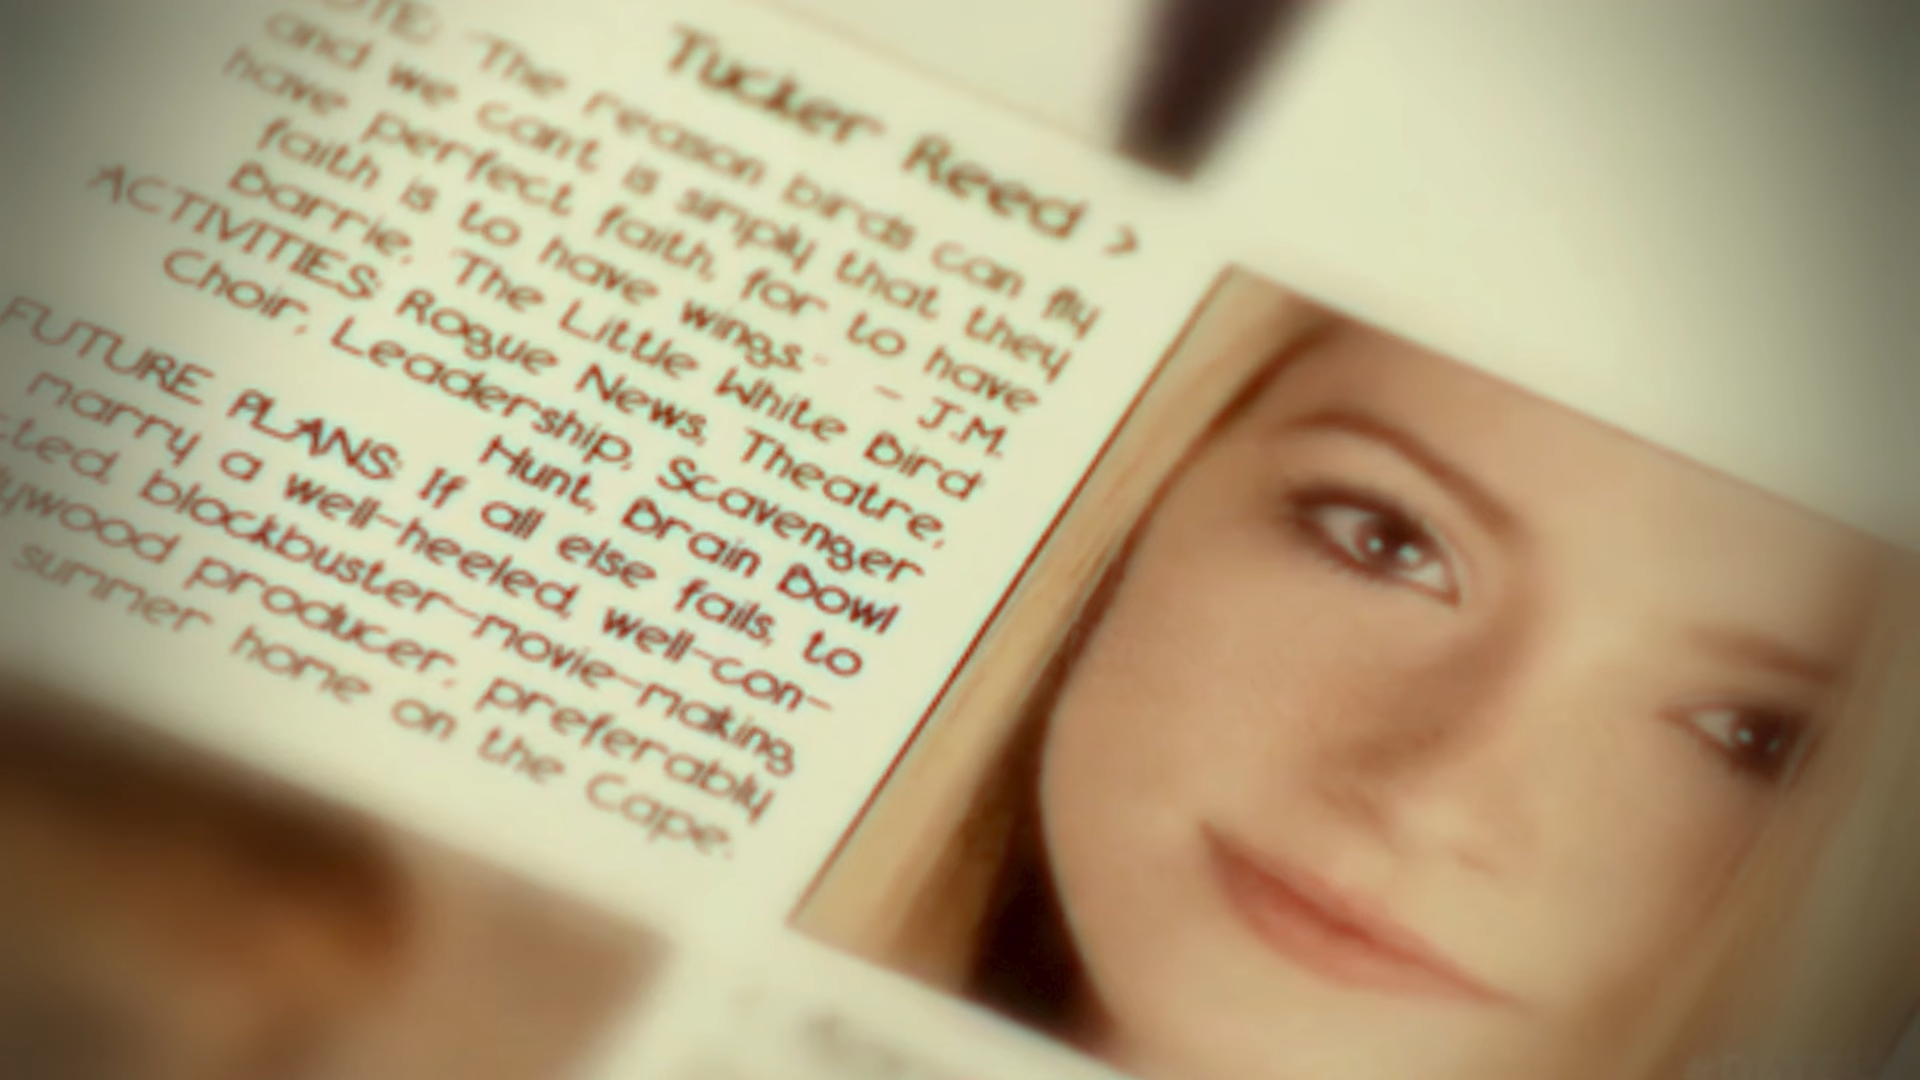 Tucker Reed >
OTE: "The reason birds can fly
and we can't is simply that they
have perfect faith, for to have
faith is to have wings." - J.M.
Barrie, The Little White Bird
ACTIVITIES: Rogue News, Theatre,
Choir, Leadership, Scavenger
Hunt, Brain Bowl
FUTURE PLANS: If all else fails, to
marry a well-heeled, well-con-
cted, blockbuster-movie-making
lywood producer, preferably
summer home on the Cape.